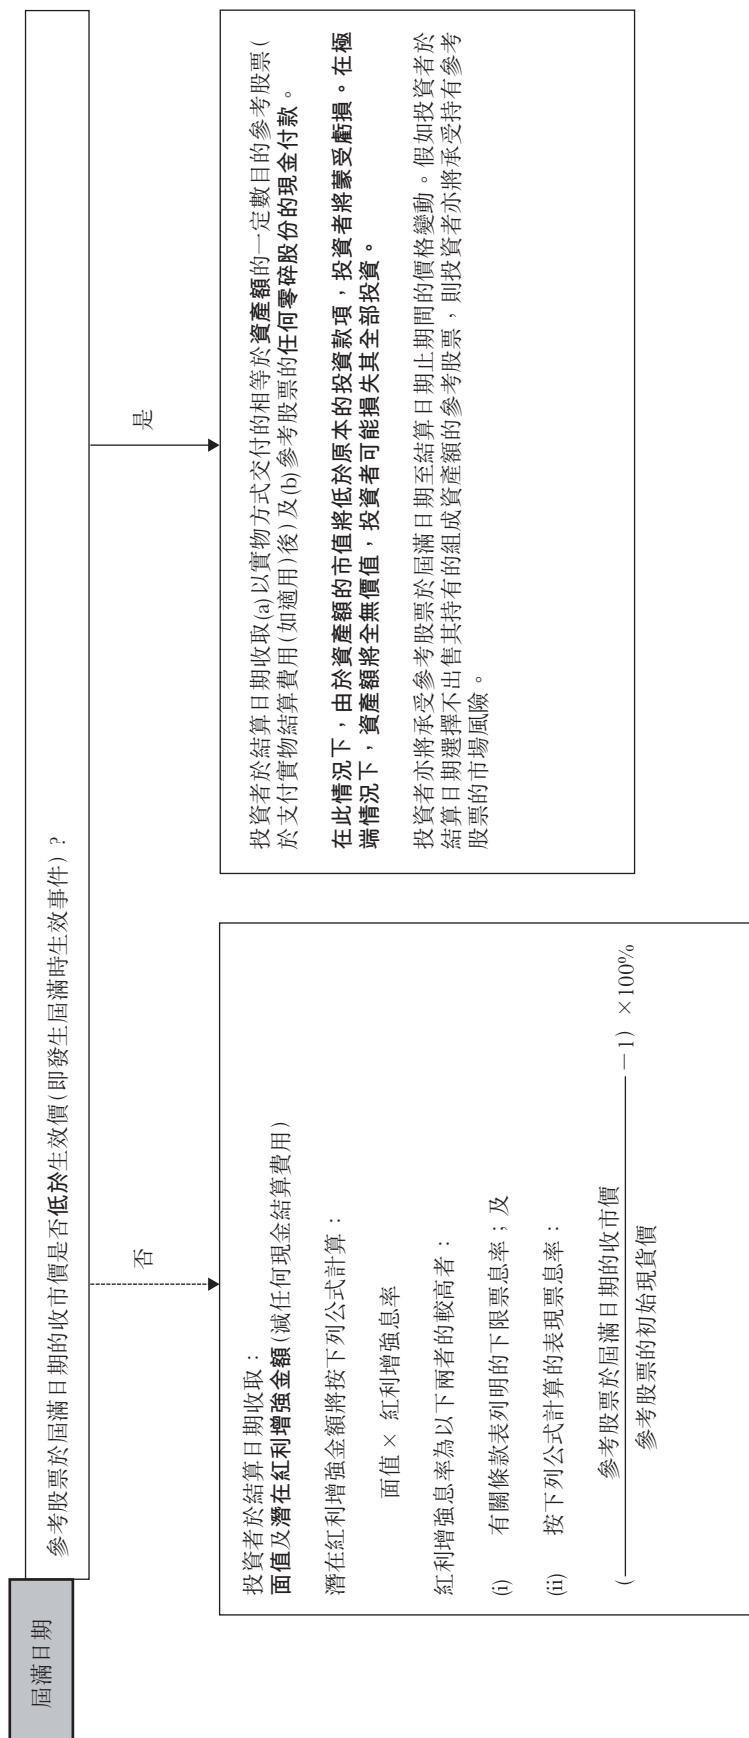 屆滿日期
參考股票於屆滿日期的收市價是否低於生效價(即發生屆滿時生效事件)?
否
投資者於結算日期收取：
面值及潛在紅利增強金額(減任何現金結算費用)
潛在紅利增強金額將按下列公式計算：
面值 × 紅利增強息率
紅利增強息率為以下兩者的較高者：
(i) 有關條款表列明的下限票息率；及
(ii) 按下列公式計算的表現票息率：
參考股票於屆滿日期的收市價
( －1) ×100%
參考股票的初始現貨價
是
投資者於結算日期收取(a)以實物方式交付的相等於資產額的一定數目的參考股票(
於支付實物結算費用(如適用)後)及(b)參考股票的任何零碎股份的現金付款。
在此情況下，由於資產額的市值將低於原本的投資款項，投資者將蒙受虧損。在極
端情況下，資產額將全無價值，投資者可能損失其全部投資。
投資者亦將承受參考股票於屆滿日期至結算日期止期間的價格變動。假如投資者於
結算日期選擇不出售其持有的組成資產額的參考股票，則投資者亦將承受持有參考
股票的市場風險。